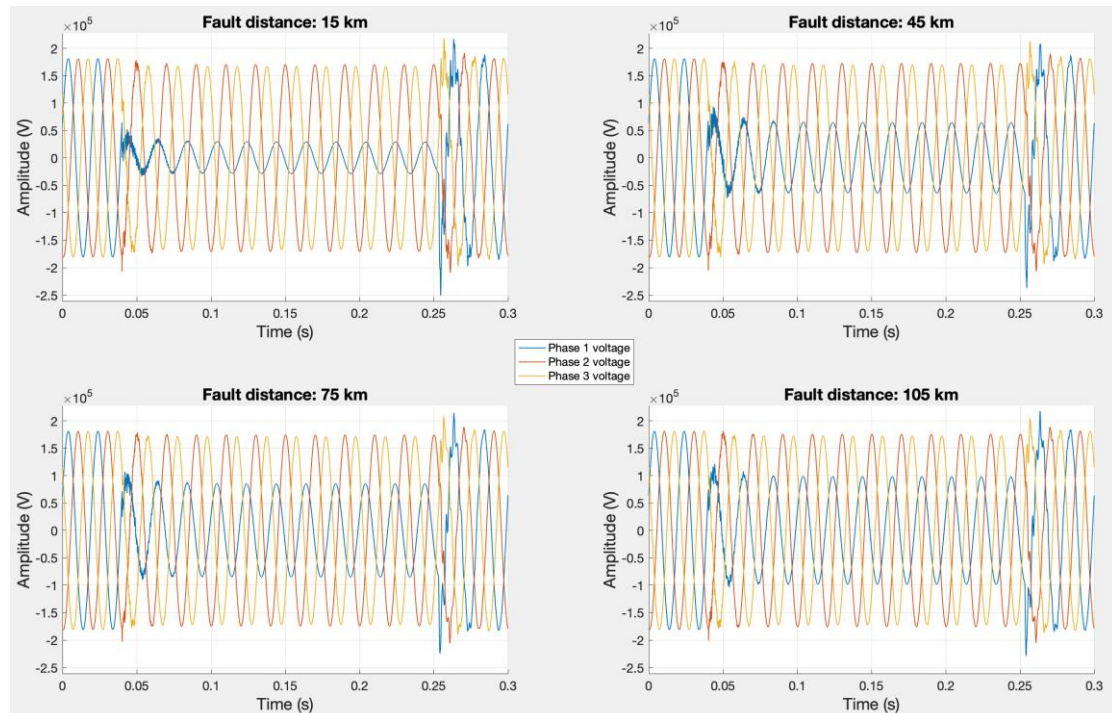 Fault distance: 15 km
×10^5
2
1.5
1
0.5
0
-0.5
-1
-1.5
-2
-2.5
Amplitude (V)
0 0.05 0.1 0.15 0.2 0.25 0.3
Time (s)
Fault distance: 45 km
×10^5
2
1.5
1
0.5
0
-0.5
-1
-1.5
-2
-2.5
Amplitude (V)
0 0.05 0.1 0.15 0.2 0.25 0.3
Time (s)
Phase 1 voltage
Phase 2 voltage
Phase 3 voltage
Fault distance: 75 km
×10^5
2
1.5
1
0.5
0
-0.5
-1
-1.5
-2
-2.5
Amplitude (V)
0 0.05 0.1 0.15 0.2 0.25 0.3
Time (s)
Fault distance: 105 km
×10^5
2
1.5
1
0.5
0
-0.5
-1
-1.5
-2
-2.5
Amplitude (V)
0 0.05 0.1 0.15 0.2 0.25 0.3
Time (s)